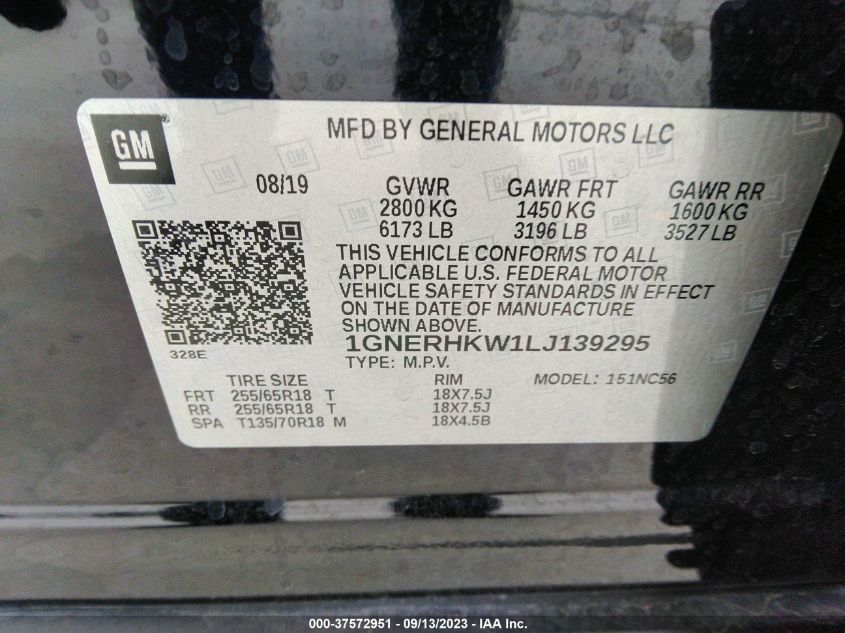 GM
MFD BY GENERAL MOTORS LLC
08/19
GVWR GAWR FRT GAWR RR
2800 KG 1450 KG 1600 KG
6173 LB 3196 LB 3527 LB
THIS VEHICLE CONFORMS TO ALL
APPLICABLE U.S. FEDERAL MOTOR
VEHICLE SAFETY STANDARDS IN EFFECT
ON THE DATE OF MANUFACTURE
SHOWN ABOVE.
1GNERHKW1LJ139295
328E
TYPE: M.P.V.
MODEL: 151NC56
TIRE SIZE RIM
FRT 255/65R18 T 18X7.5J
RR 255/65R18 T 18X7.5J
SPA T135/70R18 M 18X4.5B
000-37572951 - 09/13/2023 - IAKW Inc.